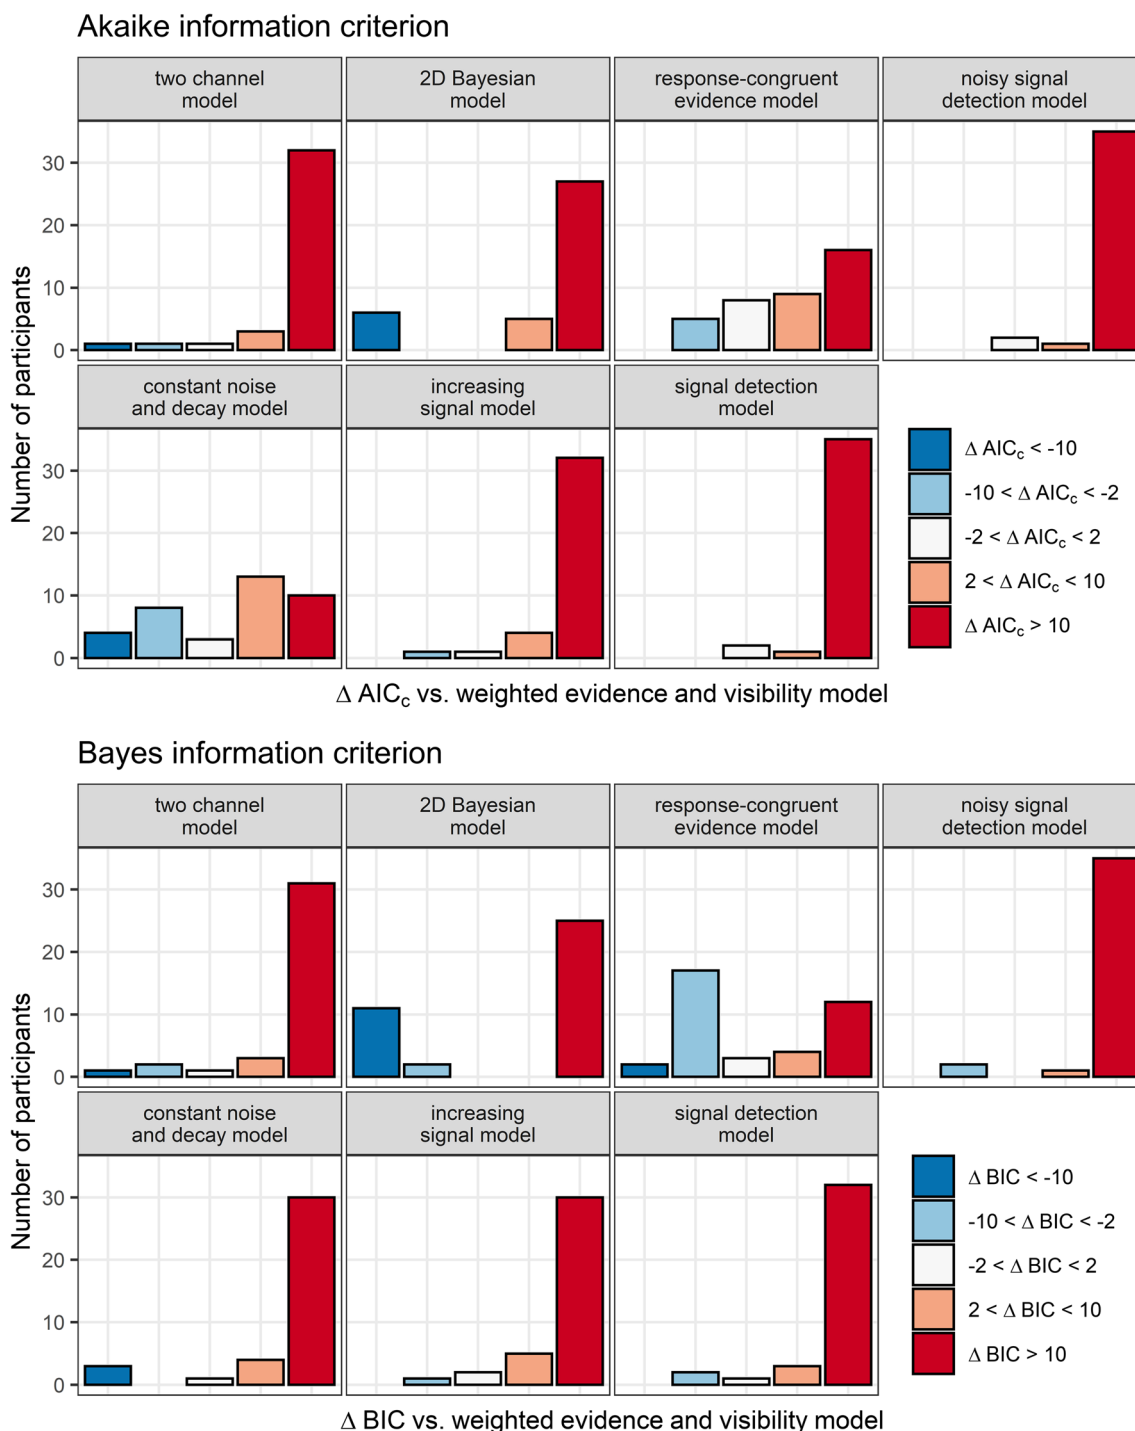 Akaike information criterion
two channel
model
2D Bayesian
model
response-congruent
evidence model
noisy signal
detection model
30
20
10
0
constant noise
and decay model
increasing
signal model
signal detection
model
30
20
10
0
Number of participants
Δ AICc < -10
-10 < Δ AICc < -2
-2 < Δ AICc < 2
2 < Δ AICc < 10
Δ AICc > 10
Δ AICc vs. weighted evidence and visibility model
Bayes information criterion
two channel
model
2D Bayesian
model
response-congruent
evidence model
noisy signal
detection model
30
20
10
0
constant noise
and decay model
increasing
signal model
signal detection
model
30
20
10
0
Number of participants
Δ BIC < -10
-10 < Δ BIC < -2
-2 < Δ BIC < 2
2 < Δ BIC < 10
Δ BIC > 10
Δ BIC vs. weighted evidence and visibility model